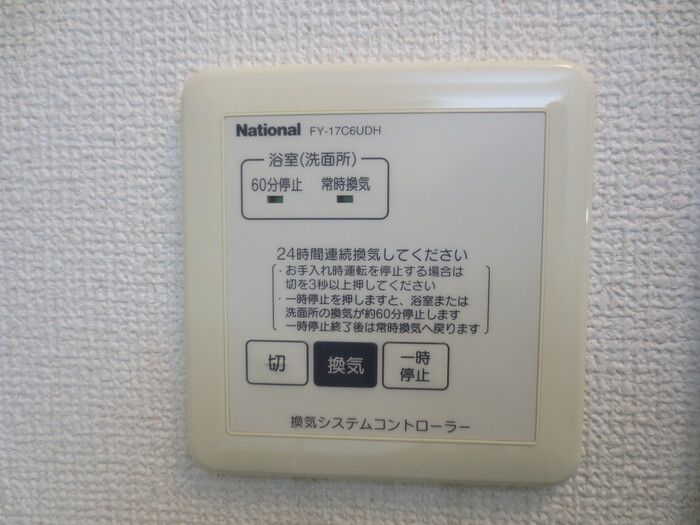 National FY-17C6UDH
浴室(洗面所)
60分停止 常時換気
24時間連続換気してください
・お手入れ時運転を停止する場合は
切を3秒以上押してください
・一時停止を押しますと、浴室または
洗面所の換気が約60分停止します
一時停止終了後は常時換気へ戻ります
切 換気 一時
停止
換気システムコントローラー